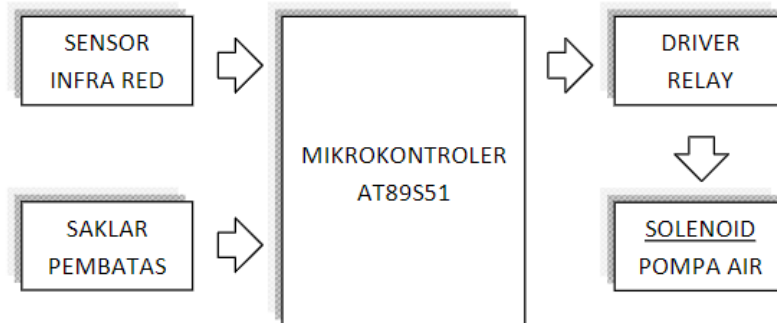 SENSOR
INFRA RED
SAKLAR
PEMBATAS
MIKROKONTROLER
AT89S51
DRIVER
RELAY
SOLENOID
POMPA AIR